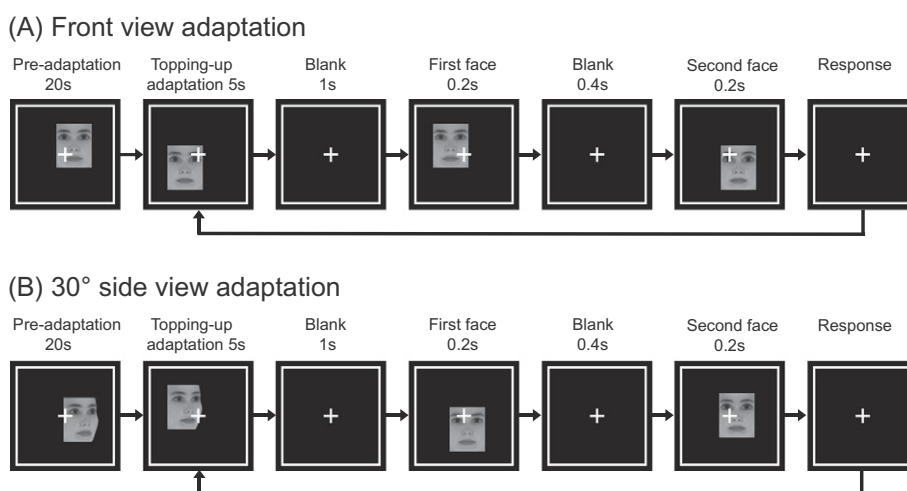 (A) Front view adaptation
Pre-adaptation Topping-up Blank First face Blank Second face Response
20s adaptation 5s 1s 0.2s 0.4s 0.2s
(B) 30° side view adaptation
Pre-adaptation Topping-up Blank First face Blank Second face Response
20s adaptation 5s 1s 0.2s 0.4s 0.2s